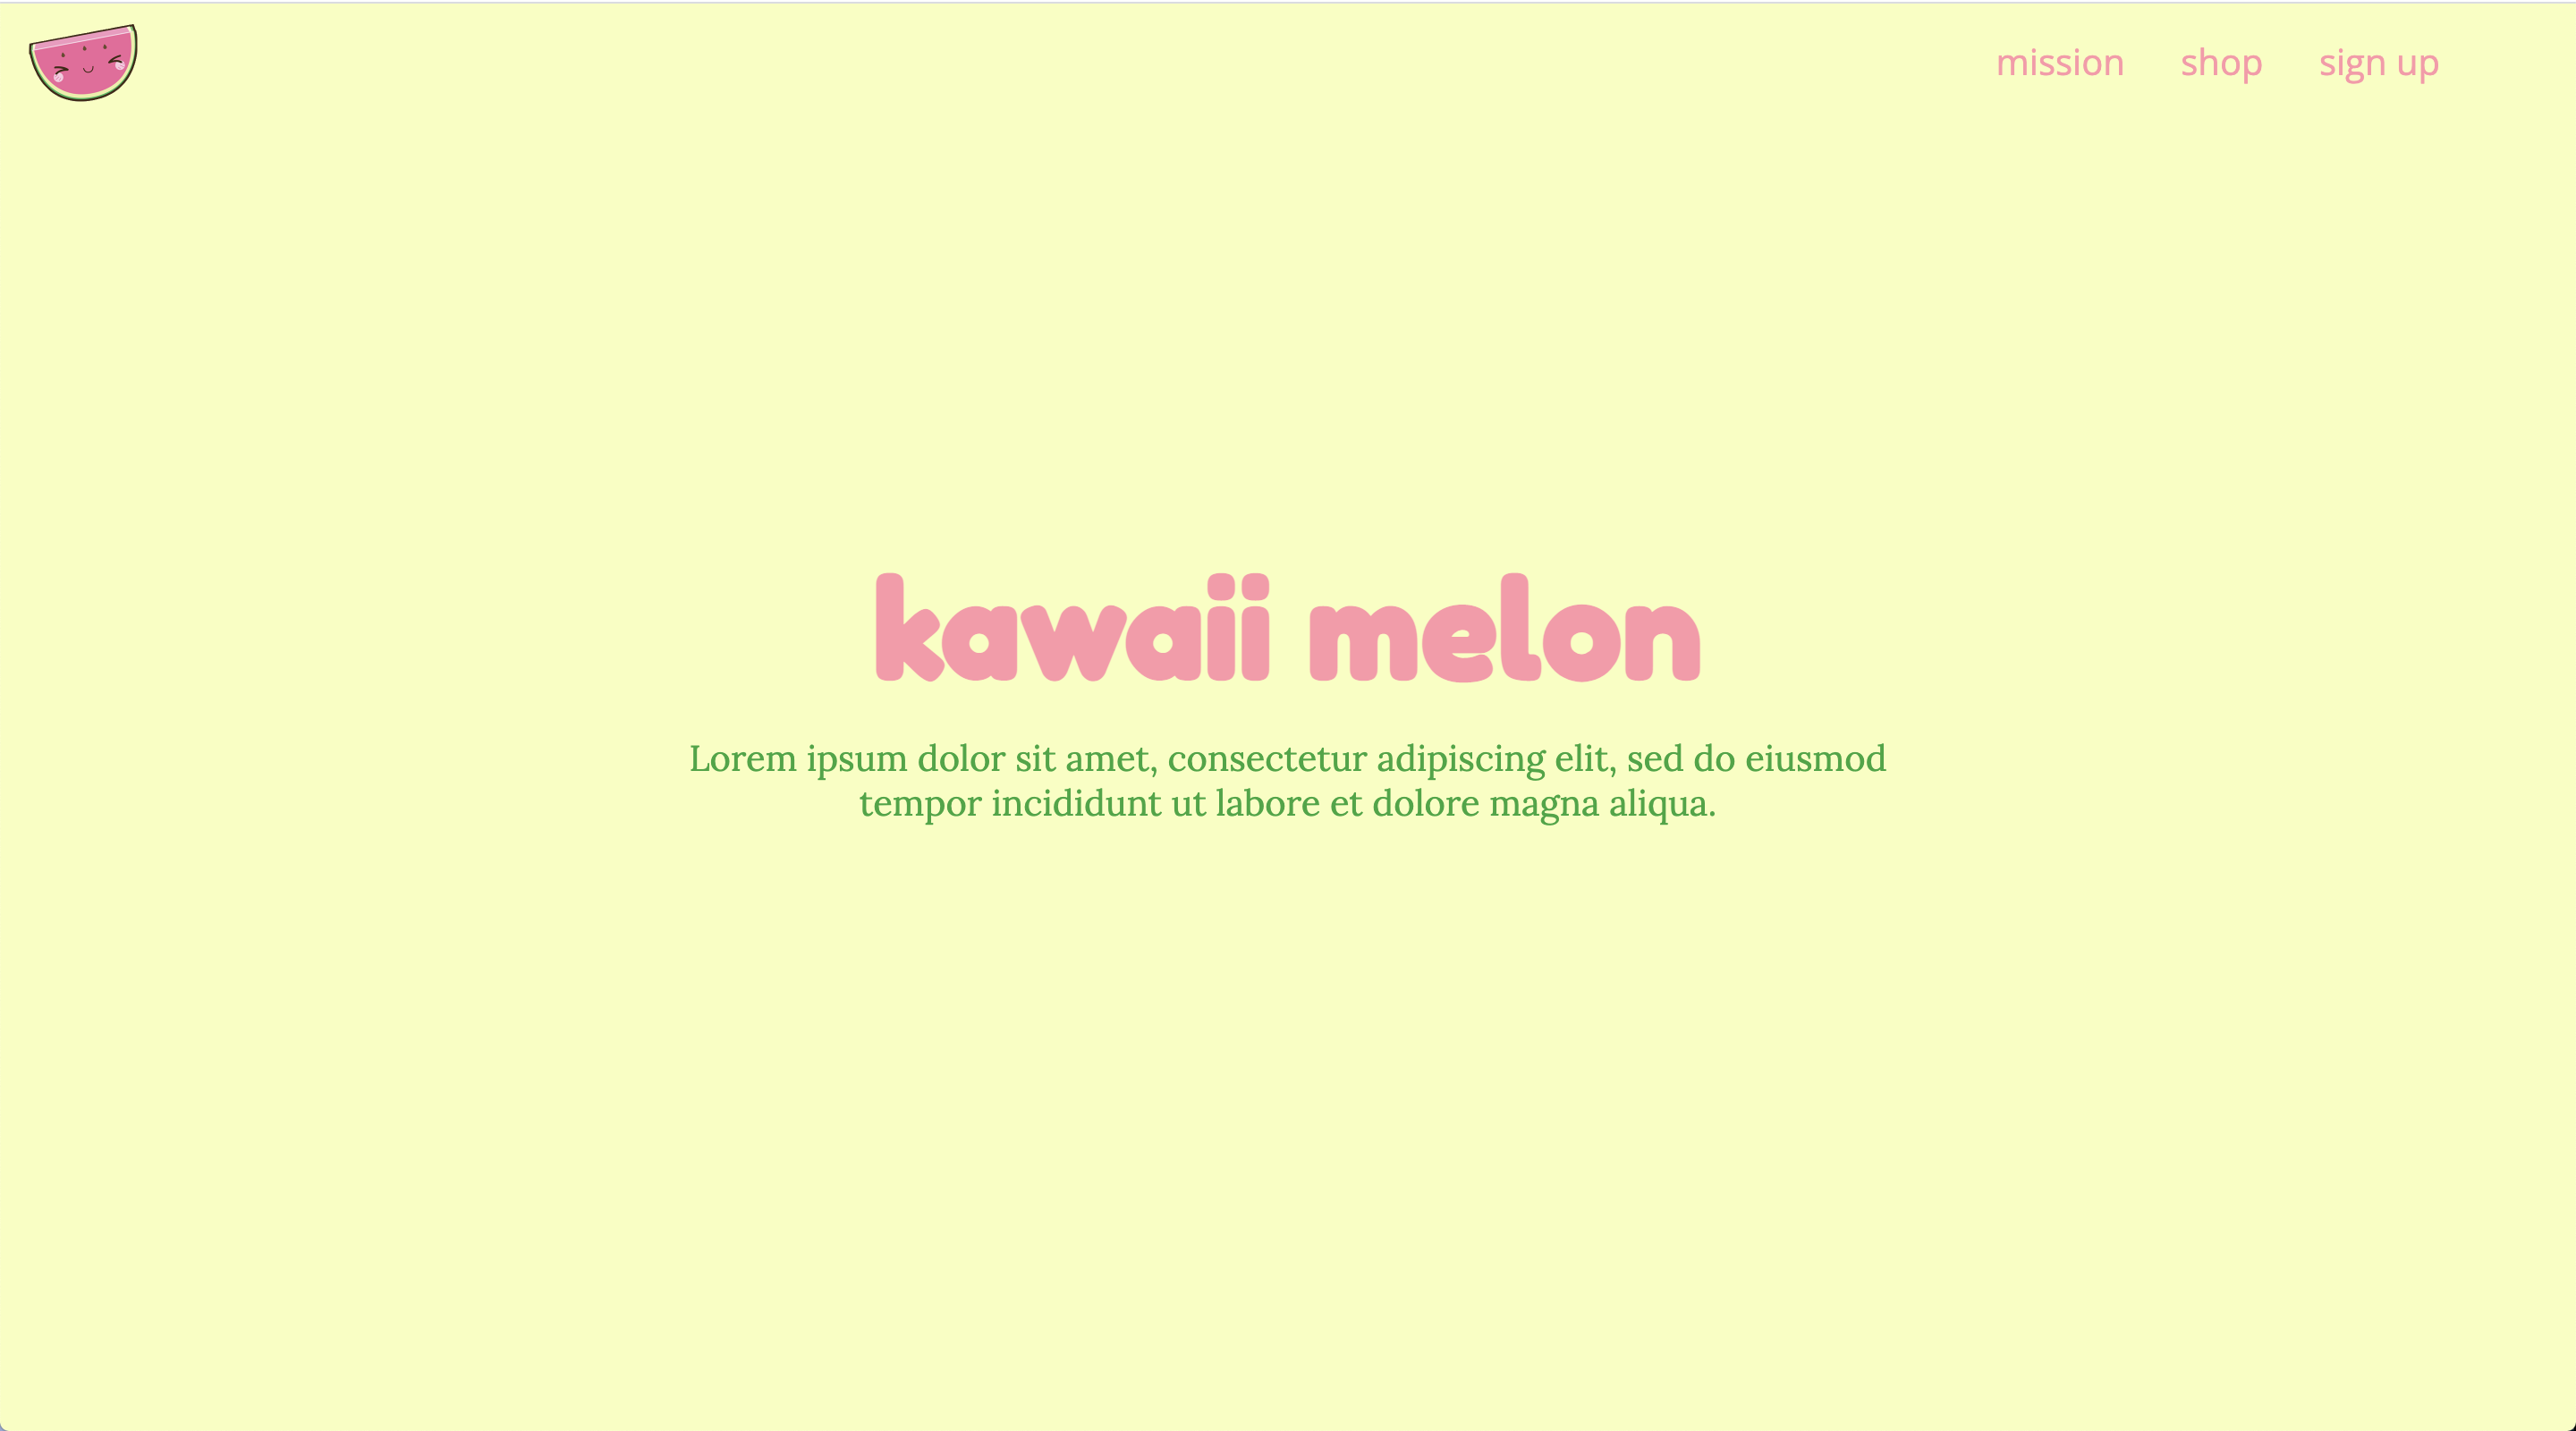 mission shop sign up
kawaii melon
Lorem ipsum dolor sit amet, consectetur adipiscing elit, sed do eiusmod
tempor incididunt ut labore et dolore magna aliqua.